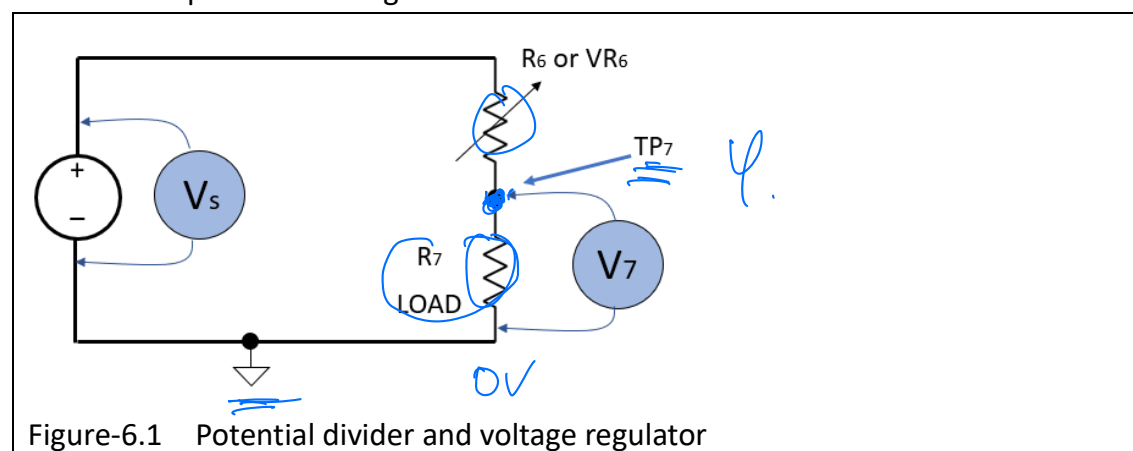 R6 or VR6
TP7
+
Vs
−
R7
V7
LOAD
0V
Figure-6.1 Potential divider and voltage regulator